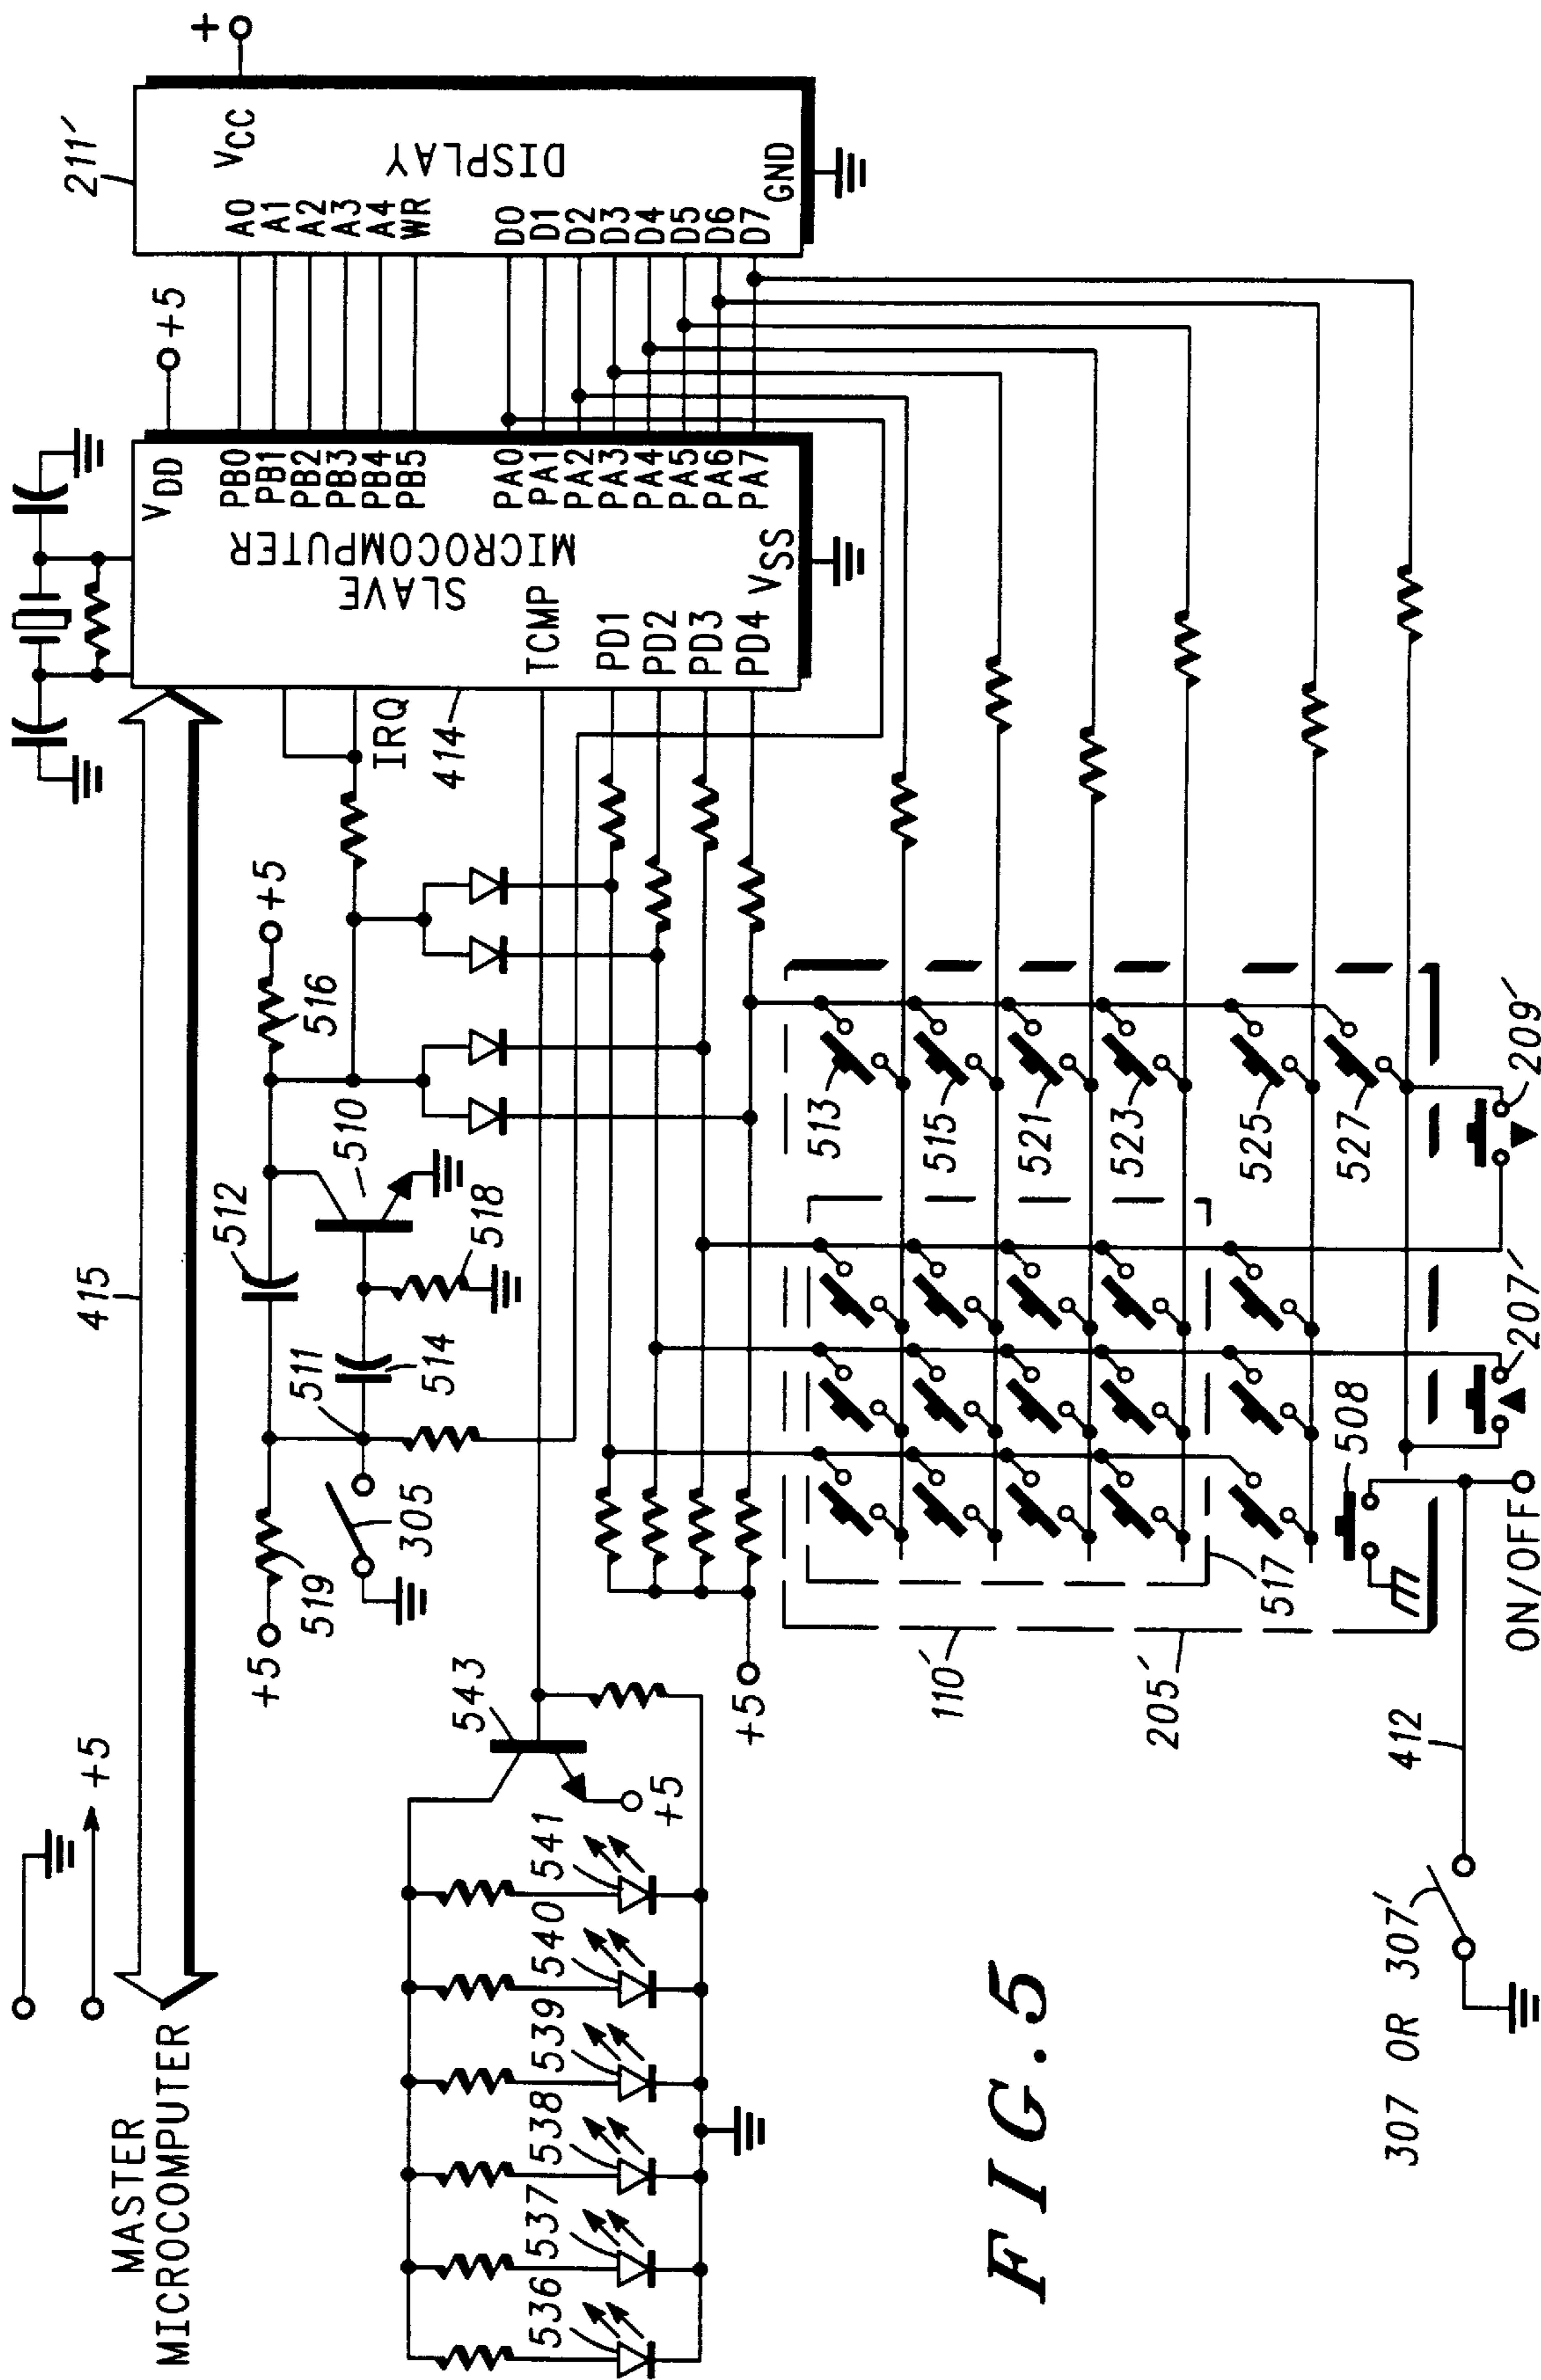 MASTER
MICROCOMPUTER
+5
415
211'
VCC
A0
A1
A2
A3
A4
WR
D0
D1
D2
D3
D4
D5
D6
D7
DISPLAY
GND
+
+5
VDD
PB0
PB1
PB2
PB3
PB4
PB5
PA0
PA1
PA2
PA3
PA4
PA5
PA6
PA7
SLAVE
MICROCOMPUTER
VSS
TCMP
PD1
PD2
PD3
PD4
IRQ
414
+5
516
510
512
518
511
514
305
519
+5
543
+5
536
537
538
539
540
541
+5
513
515
521
523
525
527
517
110'
205'
508
207'
209'
ON/OFF
412
307 OR 307'
FIG.5